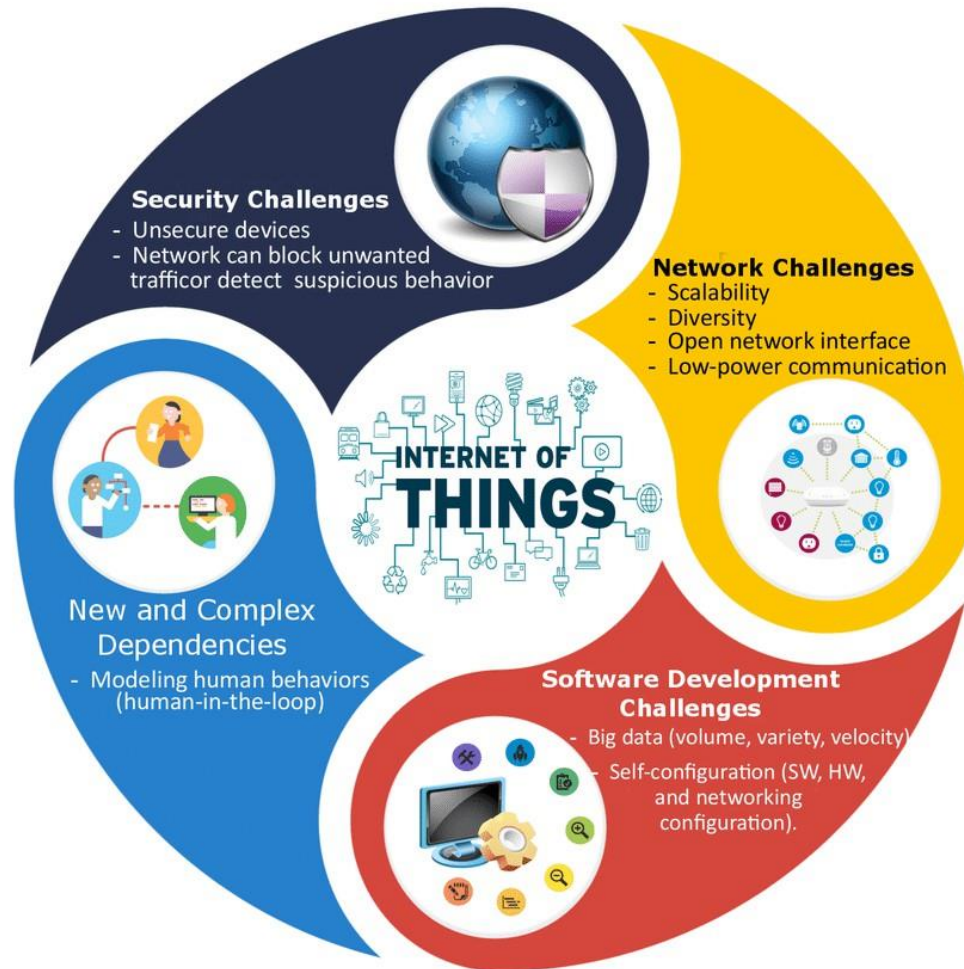 Security Challenges
- Unsecure devices
- Network can block unwanted
trafficor detect suspicious behavior
Network Challenges
- Scalability
- Diversity
- Open network interface
- Low-power communication
INTERNET OF
THINGS
New and Complex
Dependencies
- Modeling human behaviors
(human-in-the-loop)
Software Development
Challenges
- Big data (volume, variety, velocity)
- Self-configuration (SW, HW,
and networking
configuration).